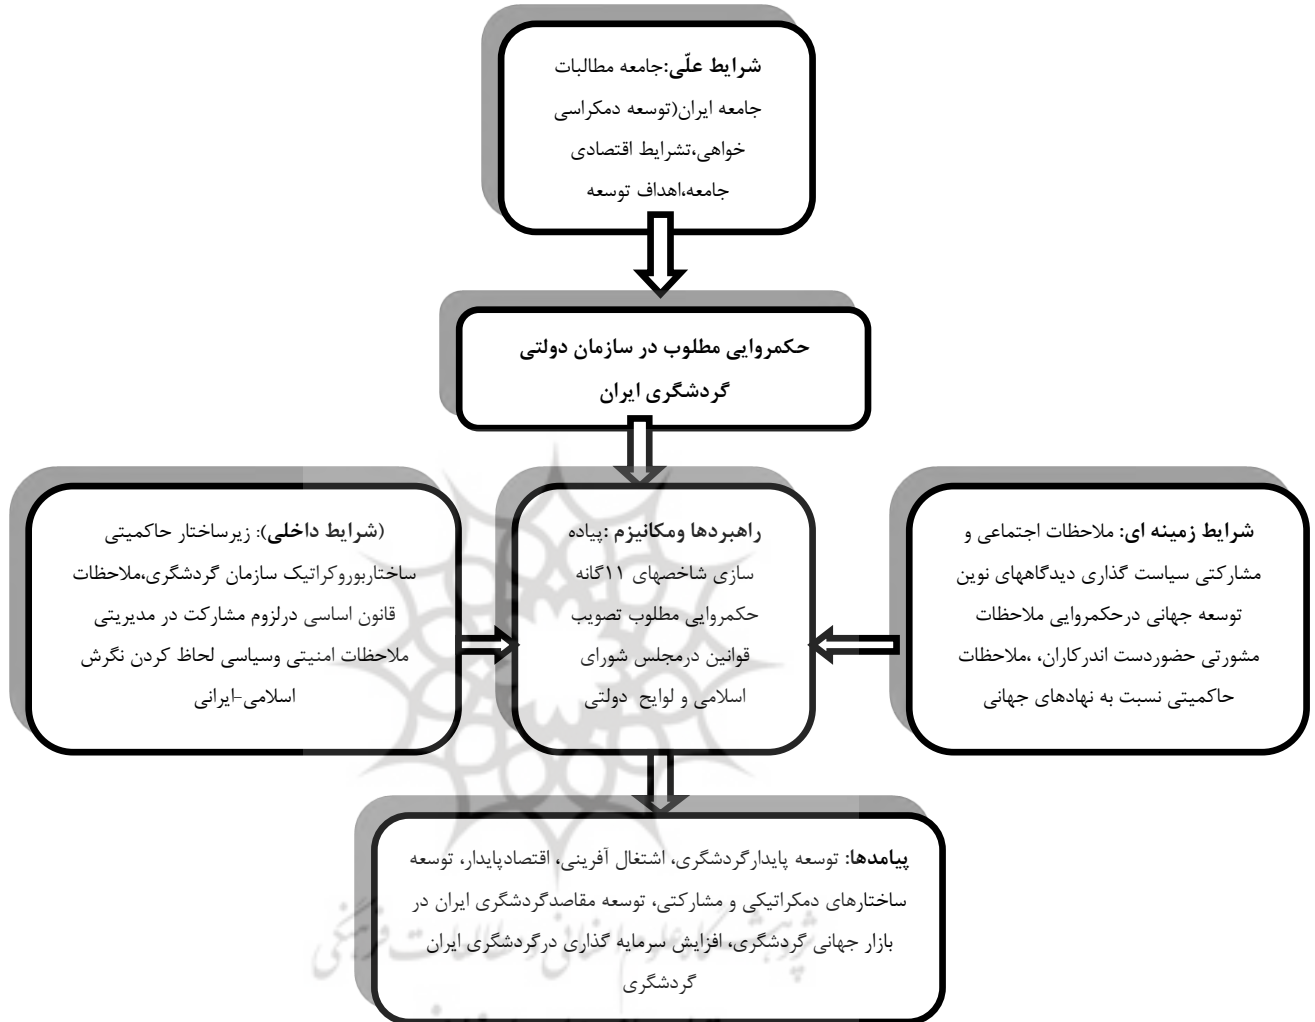 شرایط علّی:جامعه مطالبات
جامعه ایران(توسعه دمکراسی
خواهی،تشرایط اقتصادی
جامعه،اهداف توسعه
حکمروایی مطلوب در سازمان دولتی
گردشگری ایران
شرایط زمینه ای: ملاحظات اجتماعی و
مشارکتی سیاست گذاری دیدگاههای نوین
توسعه جهانی درحکمروایی ملاحظات
مشورتی حضوردست اندرکاران، ،ملاحظات
حاکمیتی نسبت به نهادهای جهانی
راهبردها ومکانیزم :پیاده
سازی شاخصهای ۱۱گانه
حکمروایی مطلوب تصویب
قوانین درمجلس شورای
اسلامی و لوایح دولتی
(شرایط داخلی): زیرساختار حاکمیتی
ساختاربوروکراتیک سازمان گردشگری،ملاحظات
قانون اساسی درلزوم مشارکت در مدیریتی
ملاحظات امنیتی وسیاسی لحاظ کردن نگرش
اسلامی-ایرانی
پیامدها: توسعه پایدارگردشگری، اشتغال آفرینی، اقتصادپایدار، توسعه
ساختارهای دمکراتیکی و مشارکتی، توسعه مقاصدگردشگری ایران در
بازار جهانی گردشگری، افزایش سرمایه گذاری درگردشگری ایران
گردشگری
پژوهشگاه علوم انسانی و مطالعات فرهنگی